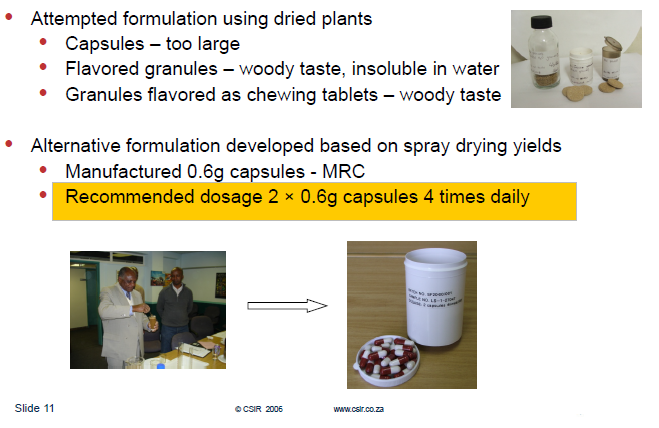 Attempted formulation using dried plants
Capsules – too large
Flavored granules – woody taste, insoluble in water
Granules flavored as chewing tablets – woody taste
Alternative formulation developed based on spray drying yields
Manufactured 0.6g capsules - MRC
Recommended dosage 2 × 0.6g capsules 4 times daily
Slide 11
© CSIR 2006
www.csir.co.za